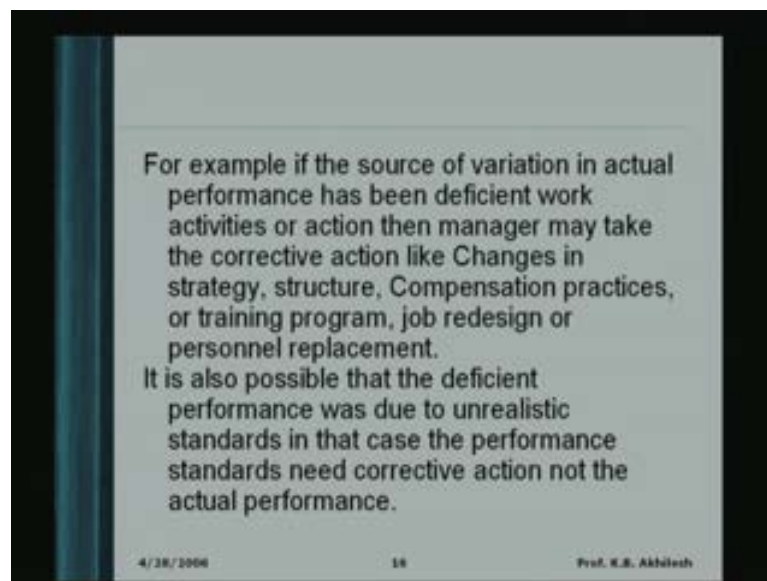 For example if the source of variation in actual
performance has been deficient work
activities or action then manager may take
the corrective action like Changes in
strategy, structure, Compensation practices,
or training program, job redesign or
personnel replacement.
It is also possible that the deficient
performance was due to unrealistic
standards in that case the performance
standards need corrective action not the
actual performance.
4/28/2006 16 Prof. K.B. Akhilesh